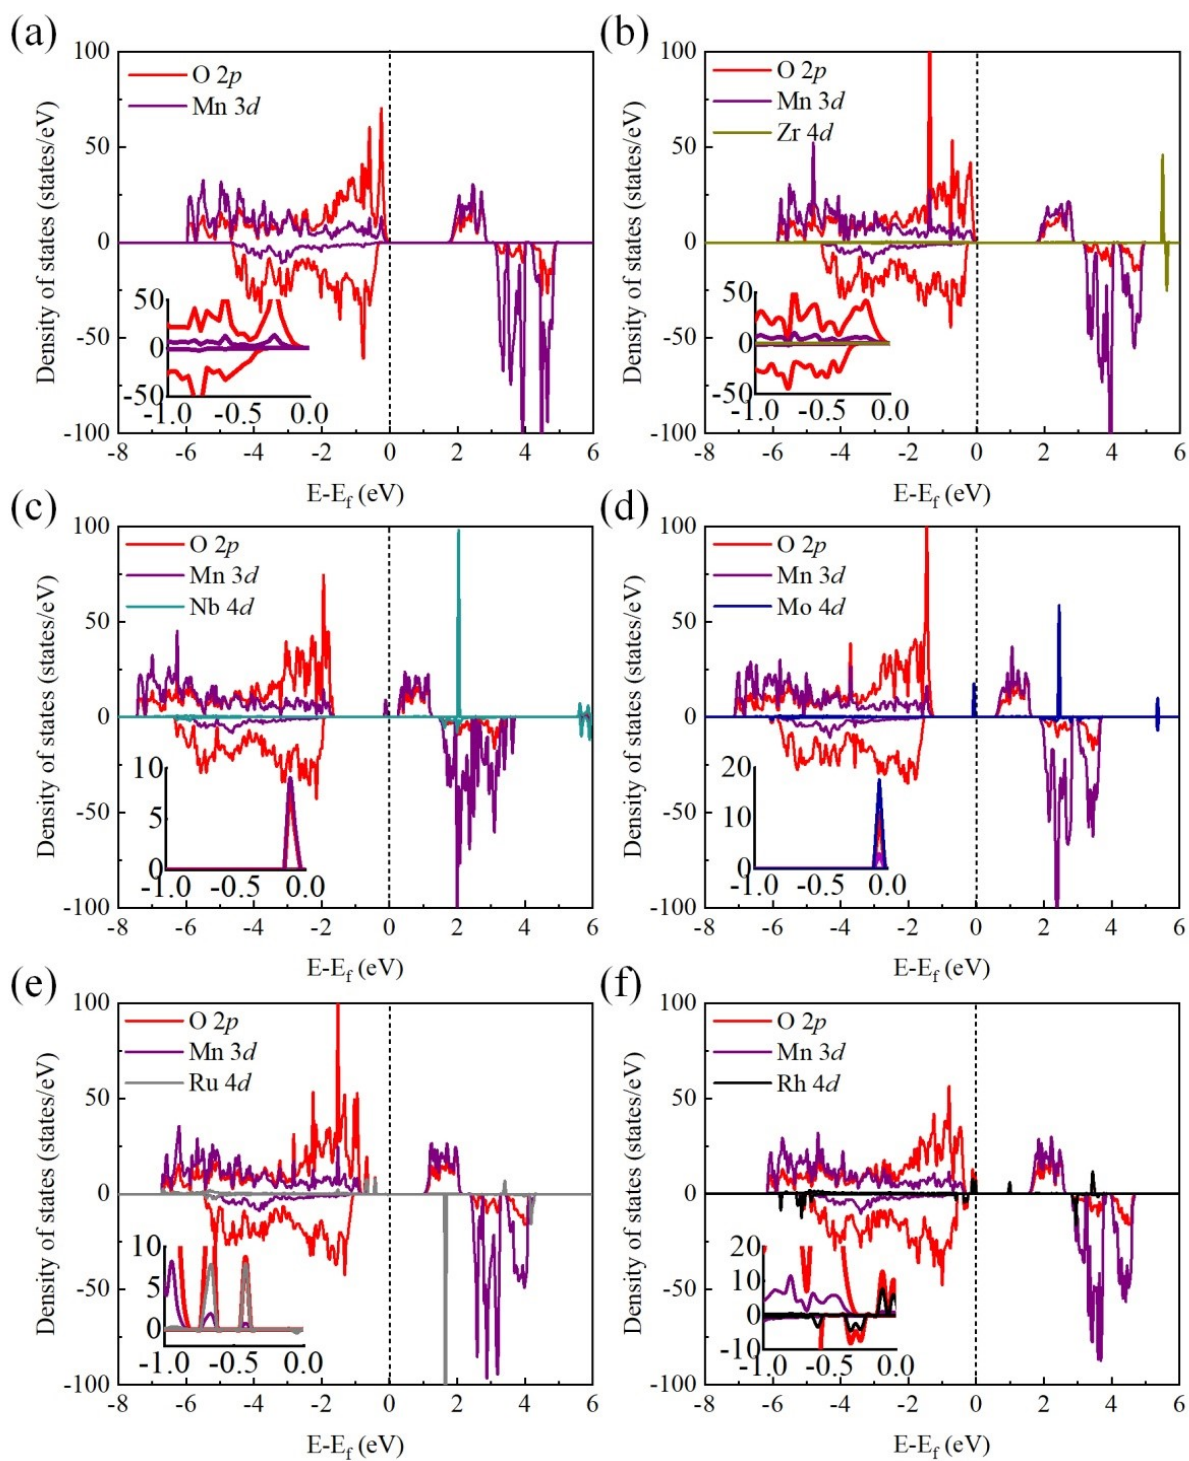 (a)
100
50
0
-50
-100
Density of states (states/eV)
O 2p
Mn 3d
50
0
-50
-1.0 -0.5 0.0
-8 -6 -4 -2 0 2 4 6
E-Ef (eV)
(b)
100
50
0
-50
-100
Density of states (states/eV)
O 2p
Mn 3d
Zr 4d
50
0
-50
-1.0 -0.5 0.0
-8 -6 -4 -2 0 2 4 6
E-Ef (eV)
(c)
100
50
0
-50
-100
Density of states (states/eV)
O 2p
Mn 3d
Nb 4d
10
5
0
-1.0 -0.5 0.0
-8 -6 -4 -2 0 2 4 6
E-Ef (eV)
(d)
100
50
0
-50
-100
Density of states (states/eV)
O 2p
Mn 3d
Mo 4d
20
10
0
-1.0 -0.5 0.0
-8 -6 -4 -2 0 2 4 6
E-Ef (eV)
(e)
100
50
0
-50
-100
Density of states (states/eV)
O 2p
Mn 3d
Ru 4d
10
5
0
-1.0 -0.5 0.0
-8 -6 -4 -2 0 2 4 6
E-Ef (eV)
(f)
100
50
0
-50
-100
Density of states (states/eV)
O 2p
Mn 3d
Rh 4d
20
10
0
-10
-1.0 -0.5 0.0
-8 -6 -4 -2 0 2 4 6
E-Ef (eV)